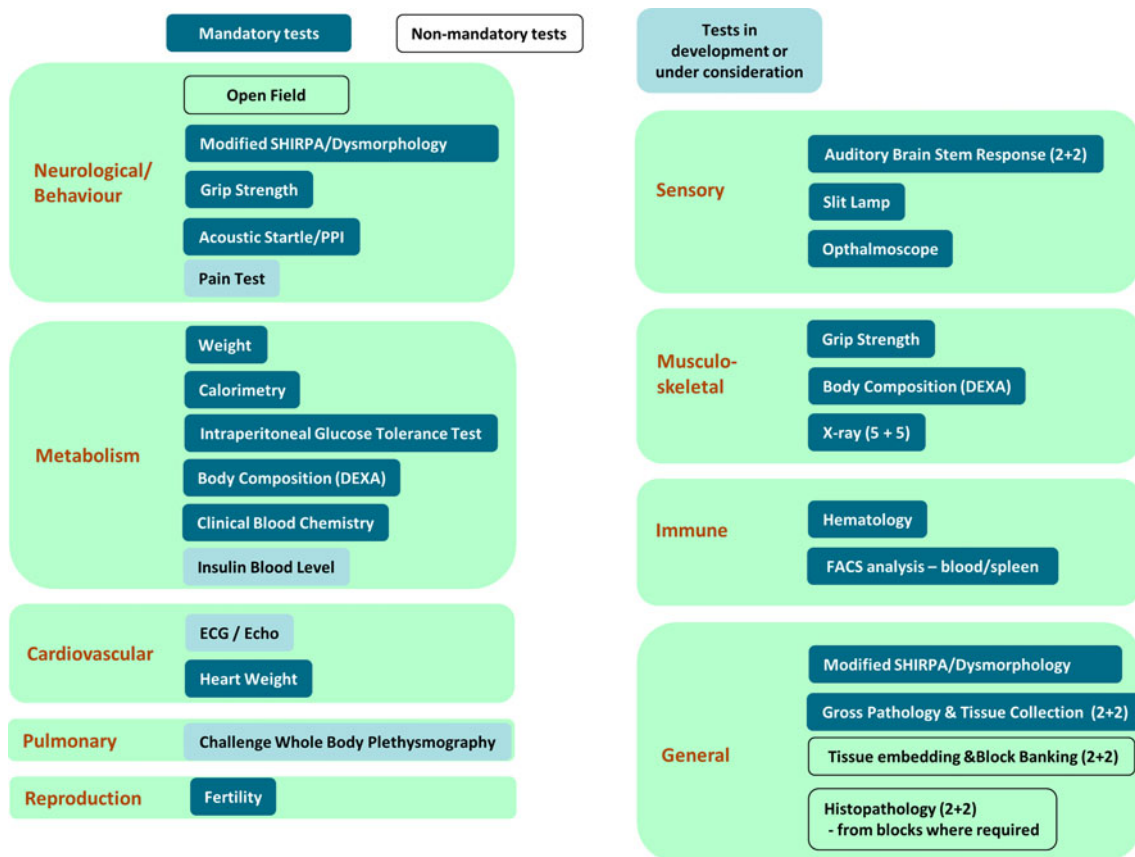 Mandatory tests
Non-mandatory tests
Tests in
development or
under consideration
Neurological/
Behaviour
Open Field
Modified SHIRPA/Dysmorphology
Grip Strength
Acoustic Startle/PPI
Pain Test
Metabolism
Weight
Calorimetry
Intraperitoneal Glucose Tolerance Test
Body Composition (DEXA)
Clinical Blood Chemistry
Insulin Blood Level
Cardiovascular
ECG / Echo
Heart Weight
Pulmonary
Challenge Whole Body Plethysmography
Reproduction
Fertility
Sensory
Auditory Brain Stem Response (2+2)
Slit Lamp
Opthalmoscope
Musculo-
skeletal
Grip Strength
Body Composition (DEXA)
X-ray (5 + 5)
Immune
Hematology
FACS analysis – blood/spleen
General
Modified SHIRPA/Dysmorphology
Gross Pathology & Tissue Collection (2+2)
Tissue embedding &Block Banking (2+2)
Histopathology (2+2)
- from blocks where required